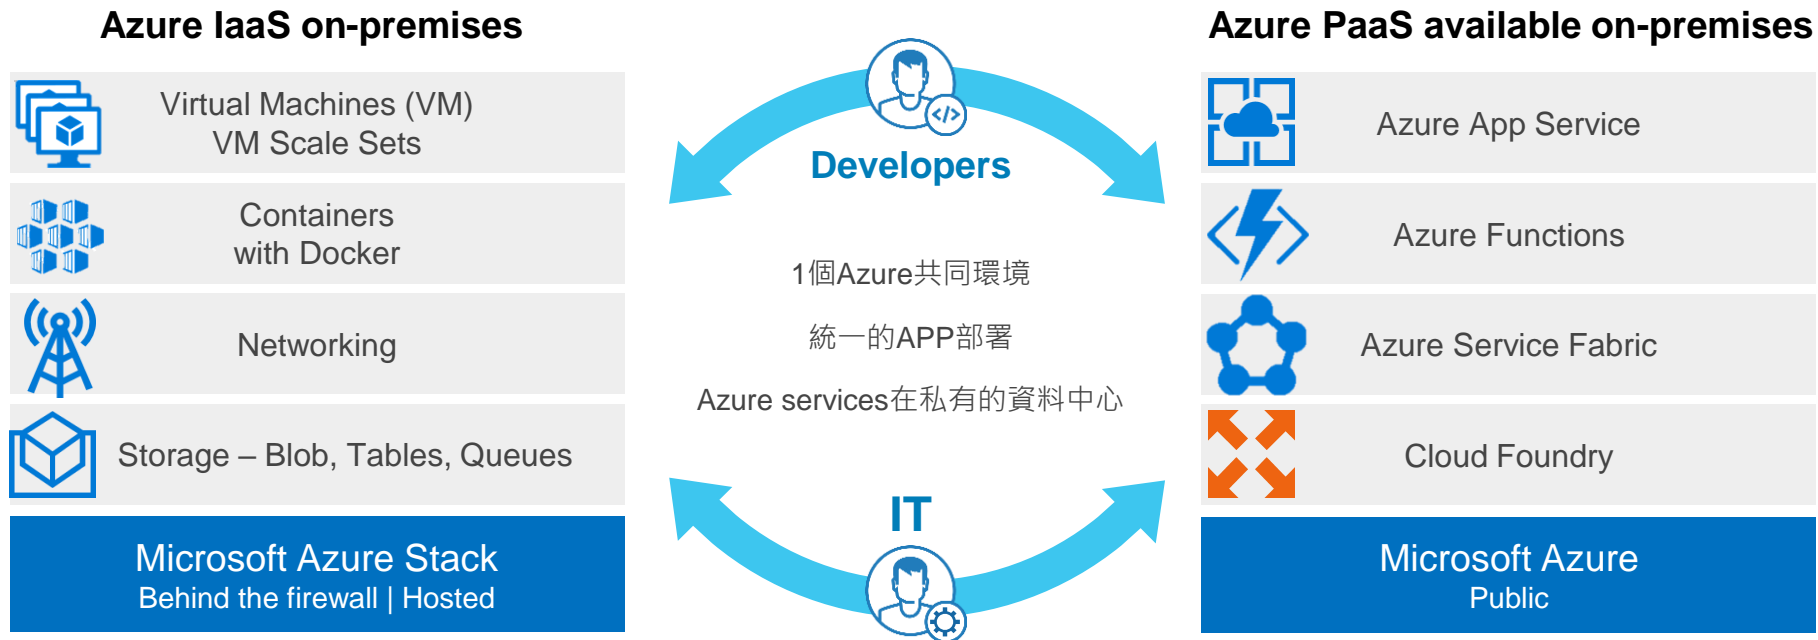 Azure IaaS on-premises
Virtual Machines (VM)
VM Scale Sets
Containers
with Docker
Networking
Storage – Blob, Tables, Queues
Microsoft Azure Stack
Behind the firewall | Hosted
</>
Developers
1個Azure共同環境
統一的APP部署
Azure services在私有的資料中心
IT
Azure PaaS available on-premises
Azure App Service
Azure Functions
Azure Service Fabric
Cloud Foundry
Microsoft Azure
Public